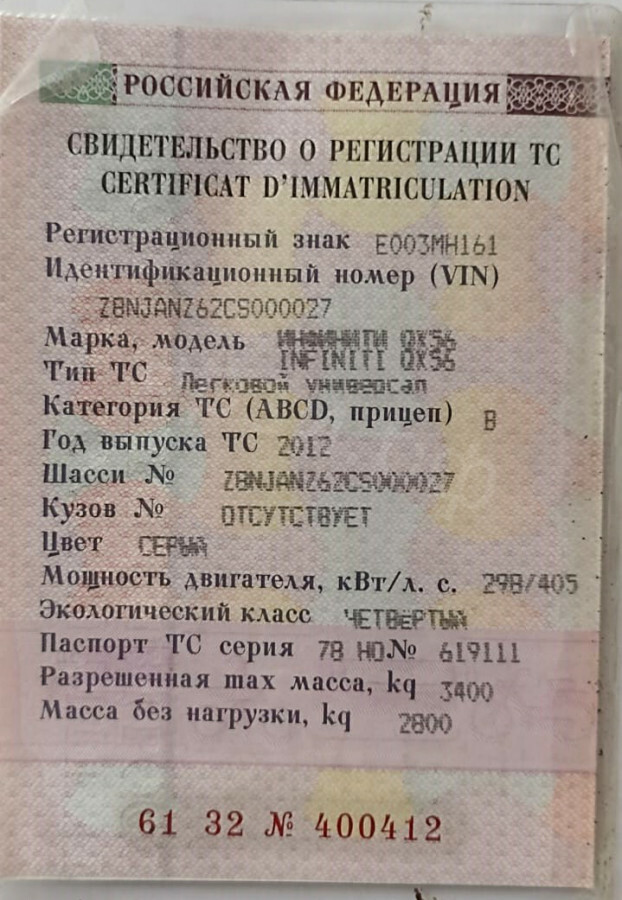 РОССИЙСКАЯ ФЕДЕРАЦИЯ
СВИДЕТЕЛЬСТВО О РЕГИСТРАЦИИ ТС
CERTIFICAT D'IMMATRICULATION
Регистрационный знак Е003МН161
Идентификационный номер (VIN)
Z8NJANZ62CS000027
Марка, модель ИНФИНИТИ QX56
INFINITI QX56
Тип ТС Легковой универсал
Категория ТС (ABCD, прицеп) B
Год выпуска ТС 2012
Шасси № Z8NJANZ62CS000027
Кузов № ОТСУТСТВУЕТ
Цвет СЕРЫЙ
Мощность двигателя, кВт/л. с. 298/405
Экологический класс ЧЕТВЕРТЫЙ
Паспорт ТС серия 78 НО№ 619111
Разрешенная max масса, kg 3400
Масса без нагрузки, kg 2800
61 32 № 400412